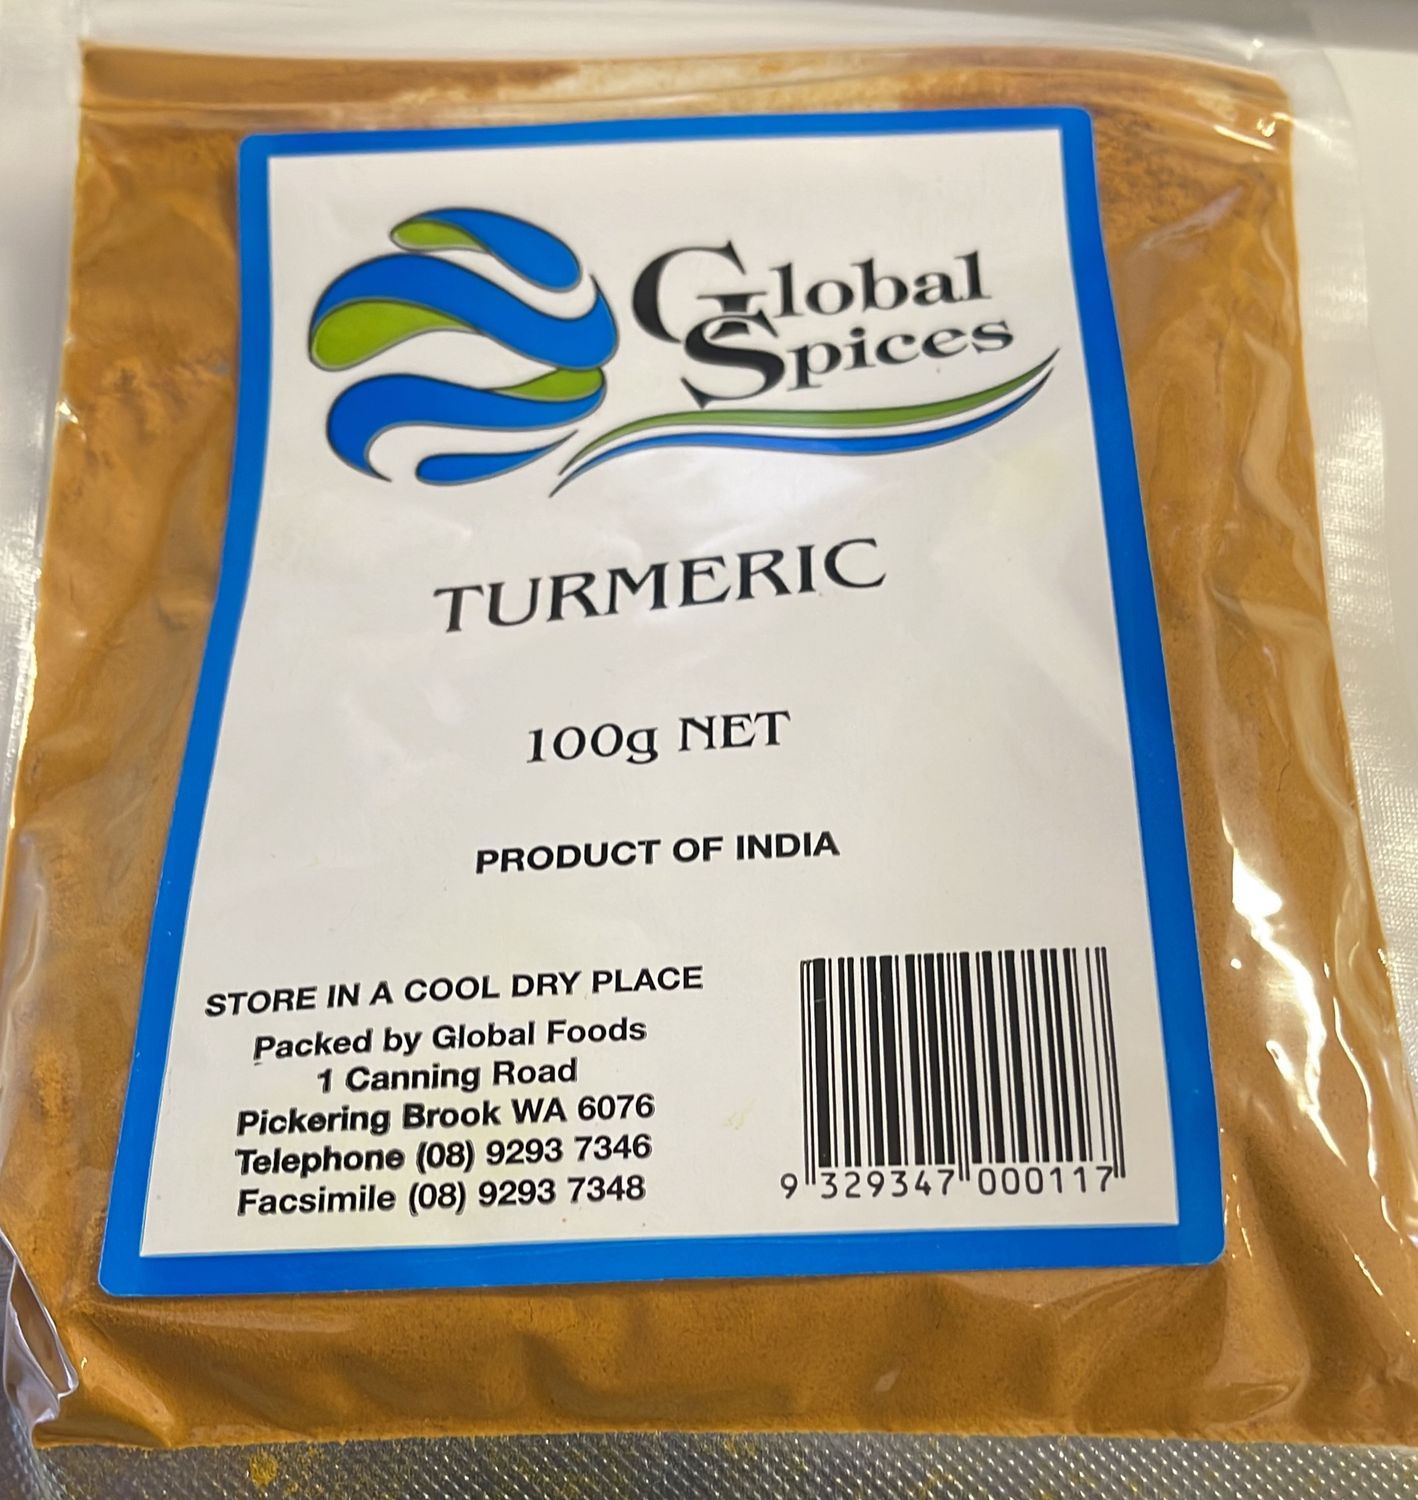 Global
Spices
TURMERIC
100g NET
PRODUCT OF INDIA
STORE IN A COOL DRY PLACE
Packed by Global Foods
1 Canning Road
Pickering Brook WA 6076
Telephone (08) 9293 7346
Facsimile (08) 9293 7348
9 329347 000117